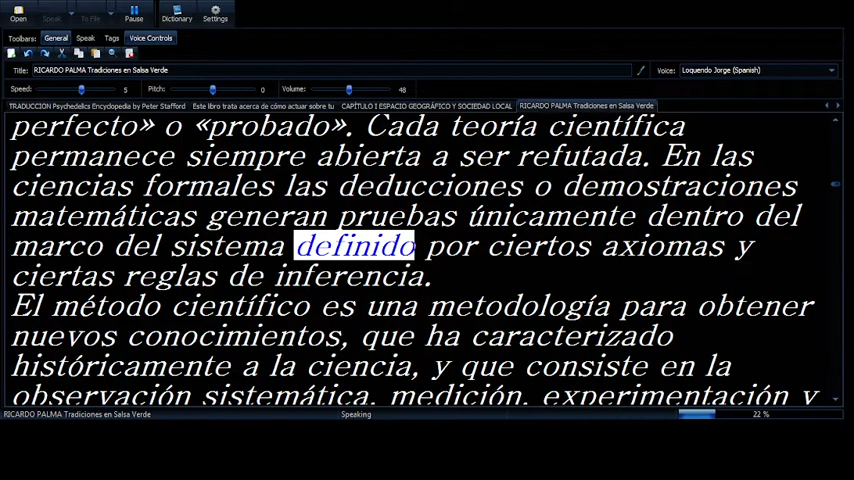 Open Speak To File Pause Dictionary Settings
Toolbars: General Speak Tags Voice Controls
Title: RICARDO PALMA Tradiciones en Salsa Verde Voice: Loquendo Jorge (Spanish)
Speed: 5 Pitch: 0 Volume: 48
TRADUCCION Psychedelics Encyclopedia by Peter Stafford Este libro trata acerca de cómo actuar sobre tu CAPÍTULO I ESPACIO GEOGRÁFICO Y SOCIEDAD LOCAL RICARDO PALMA Tradiciones en Salsa Verde
perfecto» o «probado». Cada teoría científica
permanece siempre abierta a ser refutada. En las
ciencias formales las deducciones o demostraciones
matemáticas generan pruebas únicamente dentro del
marco del sistema definido por ciertos axiomas y
ciertas reglas de inferencia.
El método científico es una metodología para obtener
nuevos conocimientos, que ha caracterizado
históricamente a la ciencia, y que consiste en la
observación sistemática, medición, experimentación y
RICARDO PALMA Tradiciones en Salsa Verde Speaking 22 %